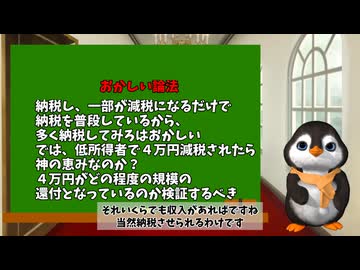 おかしい論法
納税し、一部が減税になるだけで
納税を普段しているから、
多く納税してみろはおかしい
では、低所得者で４万円減税されたら
神の恵みなのか？
４万円がどの程度の規模の
還付となっているのか検証するべき
それいくらでも収入があればですね
当然納税させられるわけです